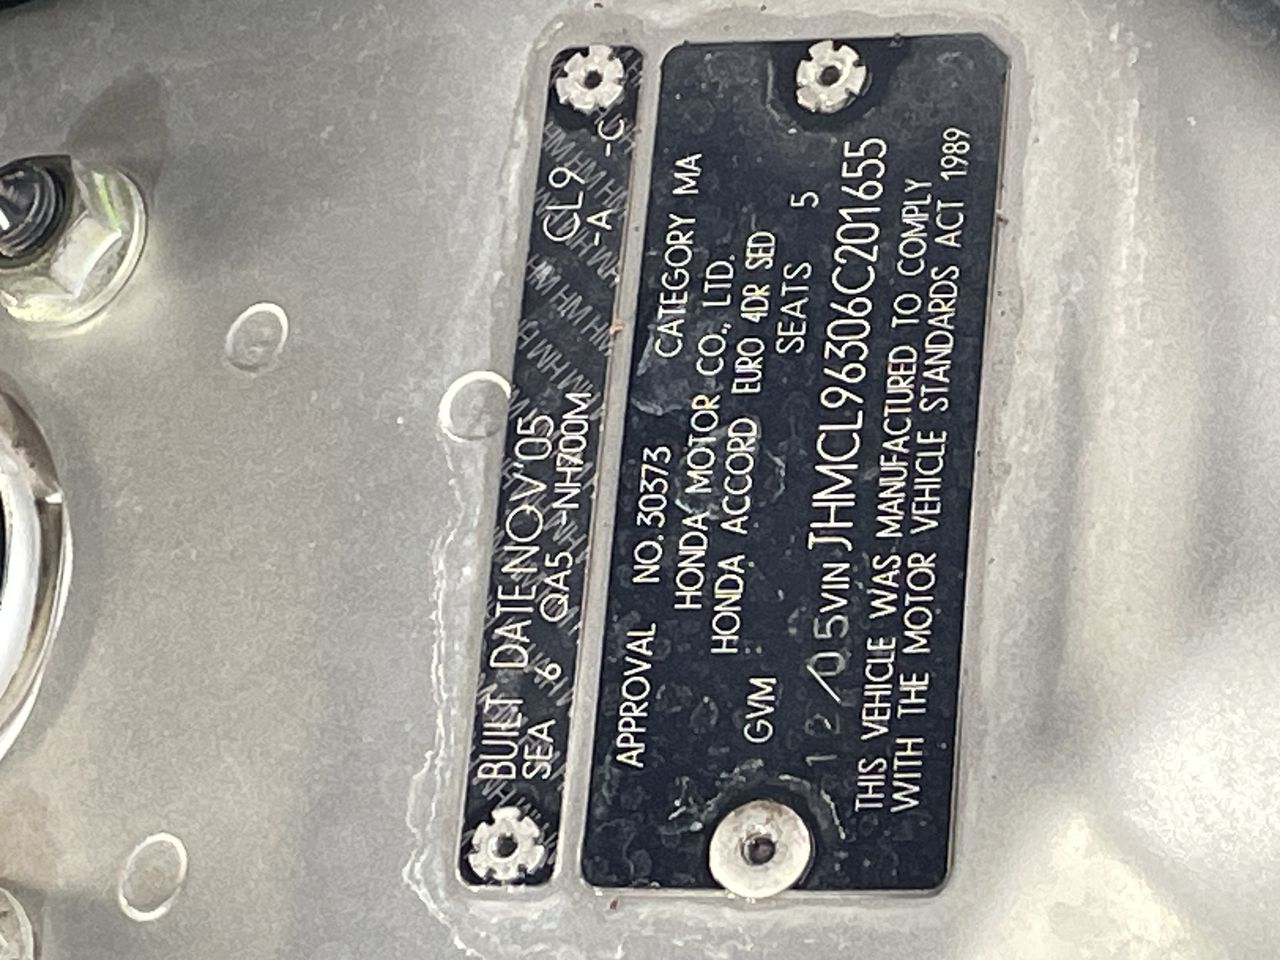 BUILT DATE NOV'05 CL9 -C
SEA 6 QA5 -NH700M -A
APPROVAL NO. 30373 CATEGORY MA
HONDA MOTOR CO., LTD.
HONDA ACCORD EURO 4DR SED
GVM SEATS 5
12/05 VIN JHMCL96306C201655
THIS VEHICLE WAS MANUFACTURED TO COMPLY
WITH THE MOTOR VEHICLE STANDARDS ACT 1989